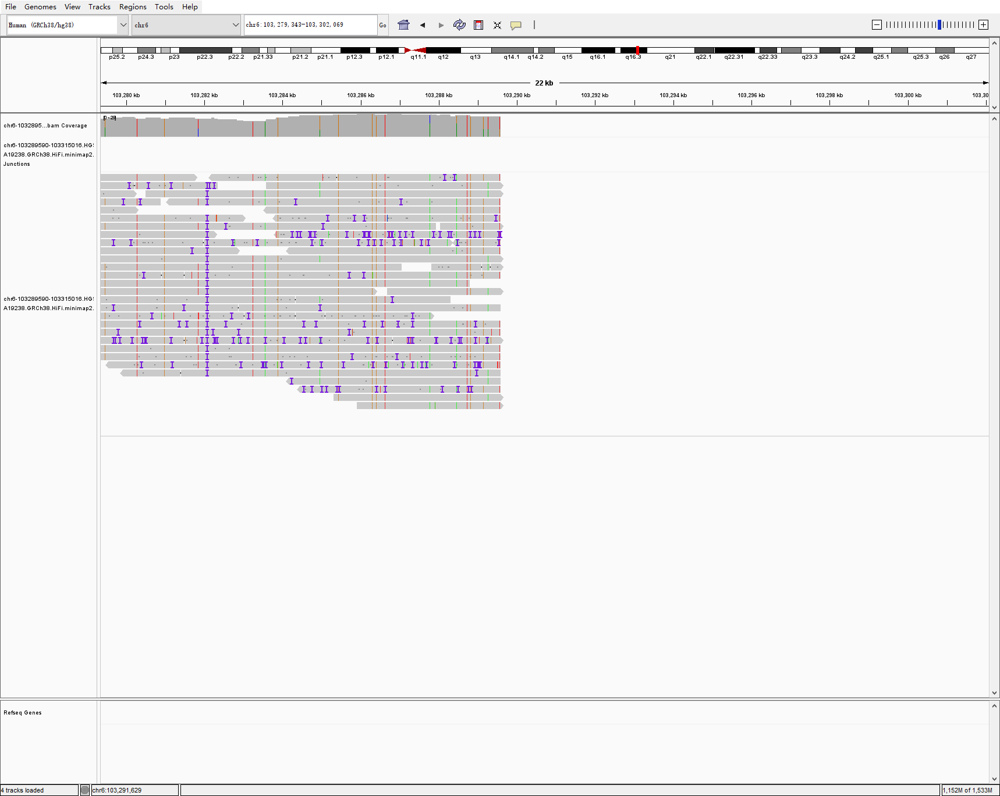 File Genomes View Tracks Regions Tools Help
Human (GRCh38/hg38) chr6 chr6:103,279,343-103,302,069 Go
p25.2 p24.3 p23 p22.3 p22.2 p21.33 p21.2 p21.1 p12.3 p12.1 q11.1 q12 q13 q14.1 q14.2 q15 q16.1 q16.3 q21 q22.1 q22.31 q22.33 q23.3 q24.2 q25.1 q25.3 q26 q27
22 kb
103,280 kb 103,282 kb 103,284 kb 103,286 kb 103,288 kb 103,290 kb 103,292 kb 103,294 kb 103,296 kb 103,298 kb 103,300 kb 103,30
[0-29]
chr6-1032895...bam Coverage
chr6-103289590-103315016.HG:
A19238.GRCh38.HiFi.minimap2.
Junctions
chr6-103289590-103315016.HG:
A19238.GRCh38.HiFi.minimap2.
Refseq Genes
4 tracks loaded chr6:103,291,629 1,152M of 1,533M